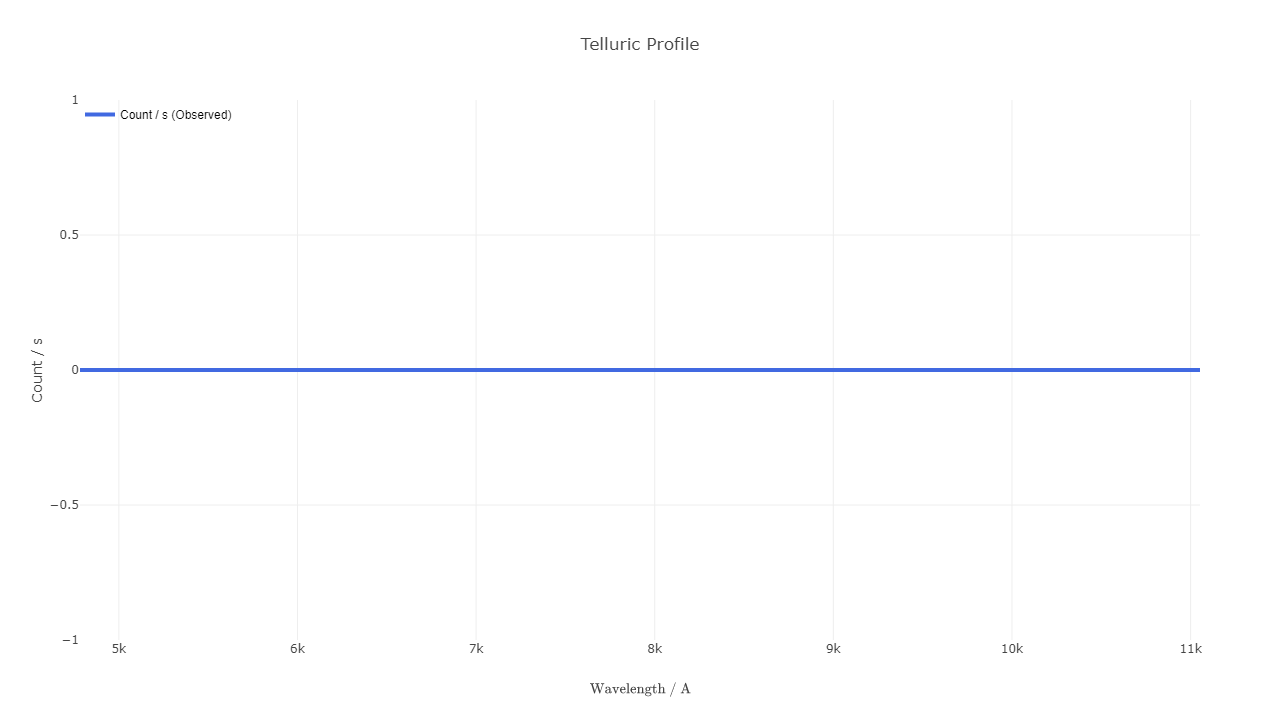 Telluric Profile
1
Count / s (Observed)
0.5
0
−0.5
−1
Count / s
5k 6k 7k 8k 9k 10k 11k
Wavelength / A